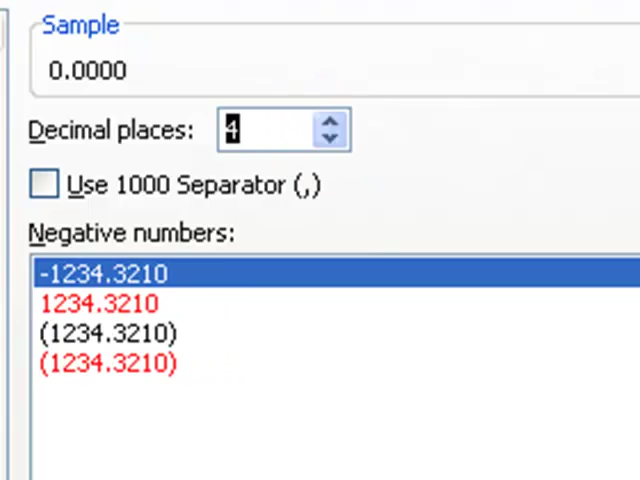 Sample
0.0000
Decimal places: 4
Use 1000 Separator (,)
Negative numbers:
-1234.3210
1234.3210
(1234.3210)
(1234.3210)